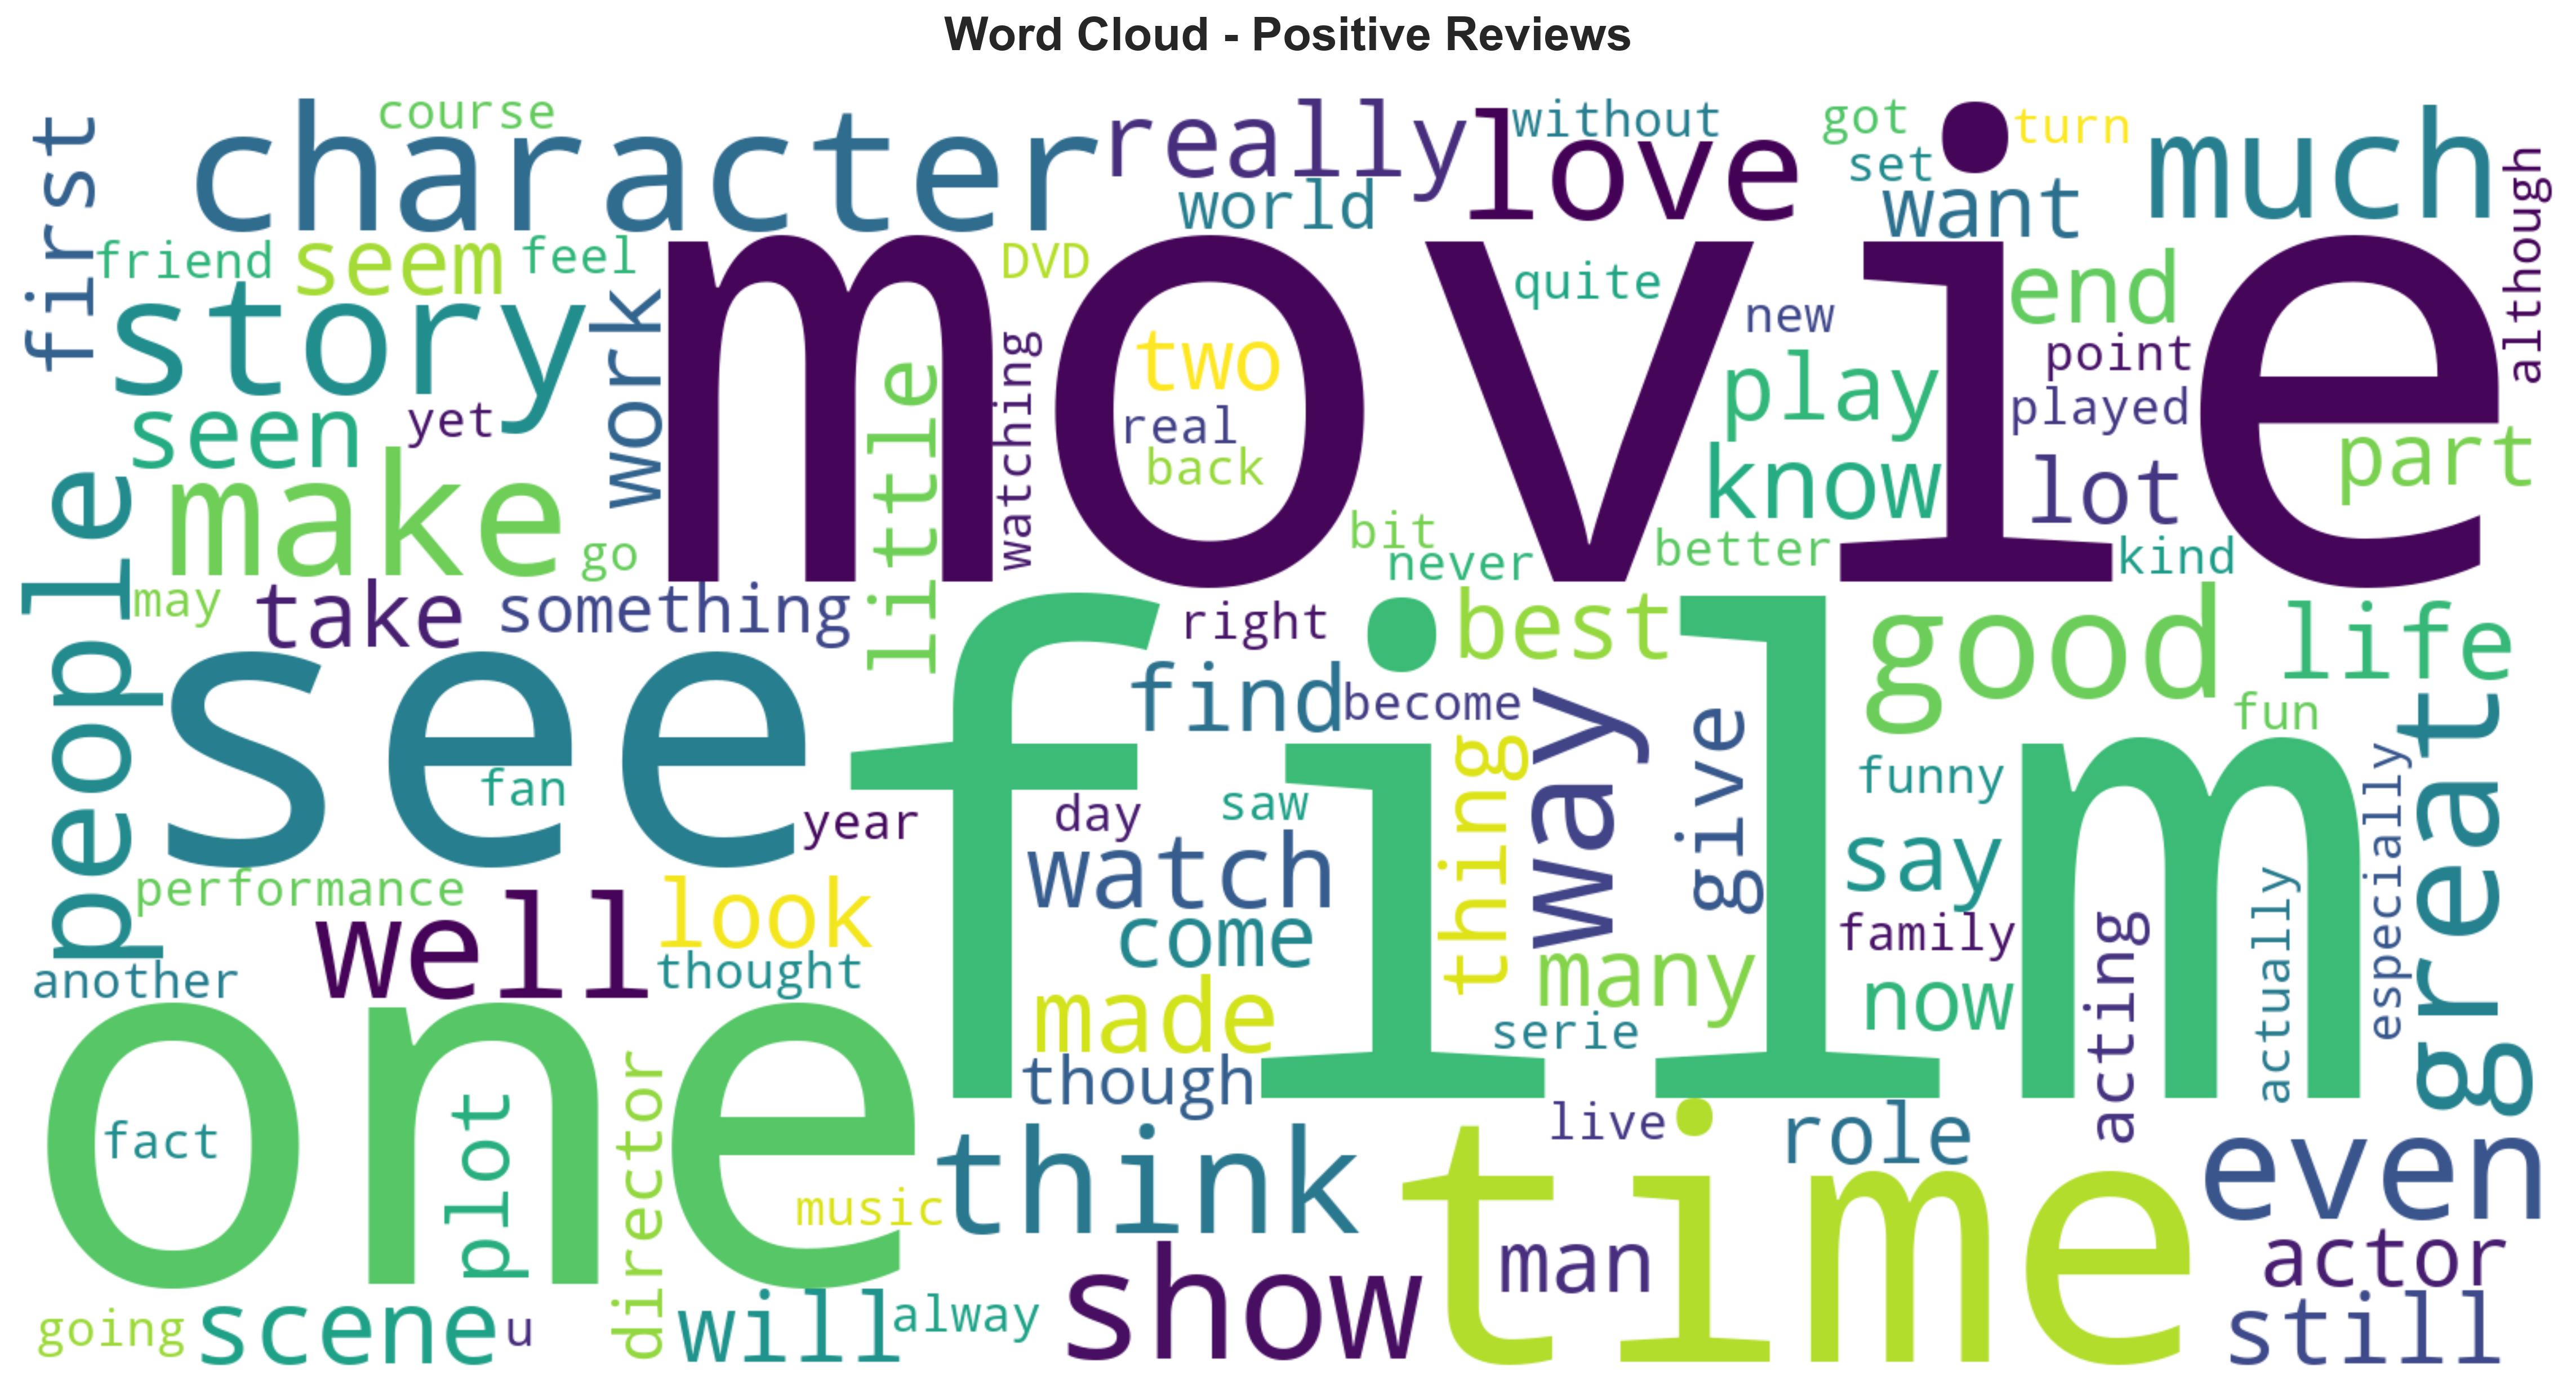 Word Cloud - Positive Reviews
first
course
character
really
without
love
got
turn
set
much
although
world
want
friend
seem
feel
DVD
movie
quite
end
story
work
new
point
two
play
played
watching
little
yet
seen
real
back
know
lot
part
make
people
go
bit
never
better
kind
may
take
something
right
best
good
life
see
film
find
become
way
give
great
fun
fan
thing
funny
especially
year
day
saw
watch
say
performance
well
look
come
family
acting
actually
another
thought
many
now
made
serie
one
though
plot
director
fact
live
role
think
time
even
music
man
show
actor
going
scene
u
will
alway
still